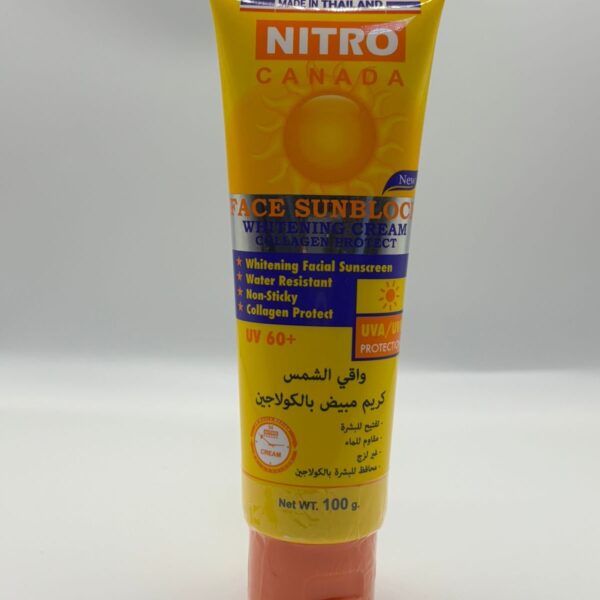 MADE IN THAILAND
NITRO
CANADA
New
FACE SUNBLOCK
WHITENING CREAM
COLLAGEN PROTECT
★ Whitening Facial Sunscreen
★ Water Resistant
★ Non-Sticky
★ Collagen Protect
UV 60+
UVA/UV
PROTECTION
واقي الشمس
كريم مبيض بالكولاجين
- تفتيح للبشرة
- مقاوم للماء
- غير لزج
- محافظ للبشرة بالكولاجين
CREAM
Net WT. 100 g.